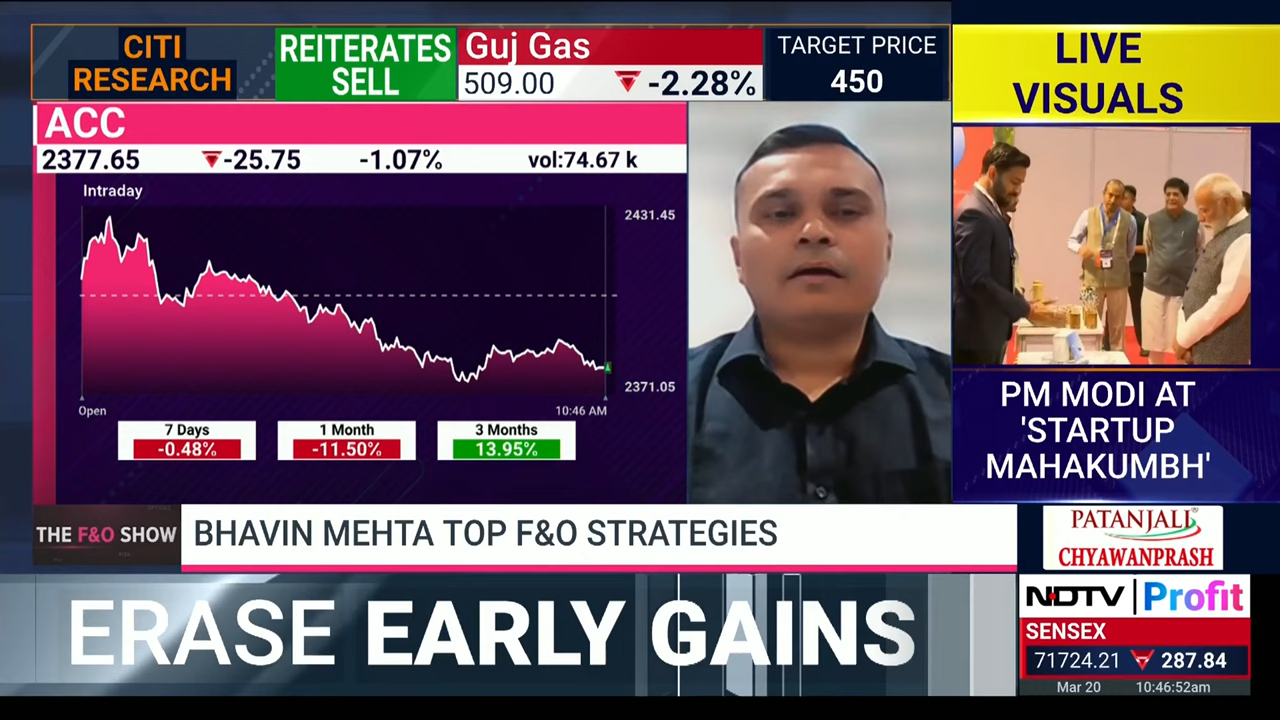 CITI
RESEARCH
REITERATES
SELL
Guj Gas
509.00 -2.28%
TARGET PRICE
450
LIVE
VISUALS
ACC
2377.65 -25.75 -1.07% vol:74.67 k
Intraday
2431.45
2371.05
Open 10:46 AM
7 Days 1 Month 3 Months
-0.48% -11.50% 13.95%
PM MODI AT
'STARTUP
MAHAKUMBH'
THE F&O SHOW
BHAVIN MEHTA TOP F&O STRATEGIES
PATANJALI®
CHYAWANPRASH
ERASE EARLY GAINS
NDTV Profit
SENSEX
71724.21 287.84
Mar 20 10:46:52am